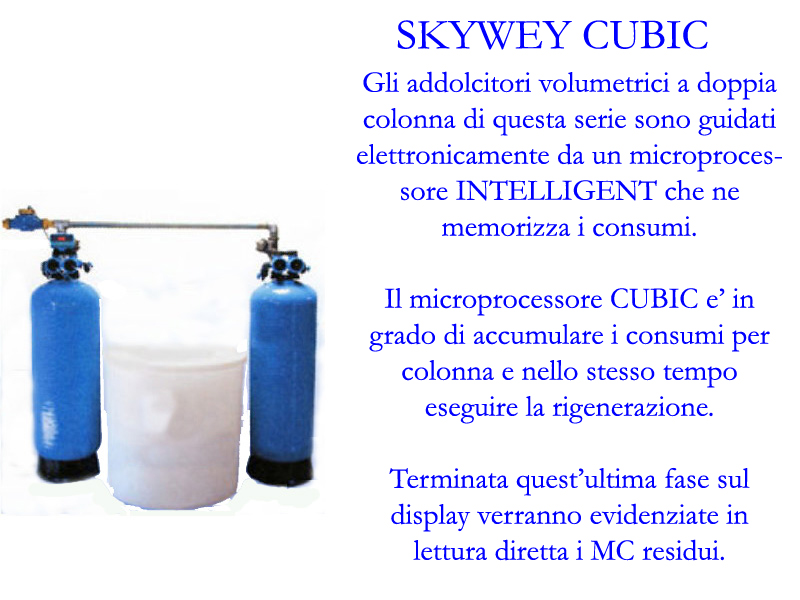 SKYWEY CUBIC
Gli addolcitori volumetrici a doppia
colonna di questa serie sono guidati
elettronicamente da un microproces-
sore INTELLIGENT che ne
memorizza i consumi.
Il microprocessore CUBIC e’ in
grado di accumulare i consumi per
colonna e nello stesso tempo
eseguire la rigenerazione.
Terminata quest’ultima fase sul
display verranno evidenziate in
lettura diretta i MC residui.